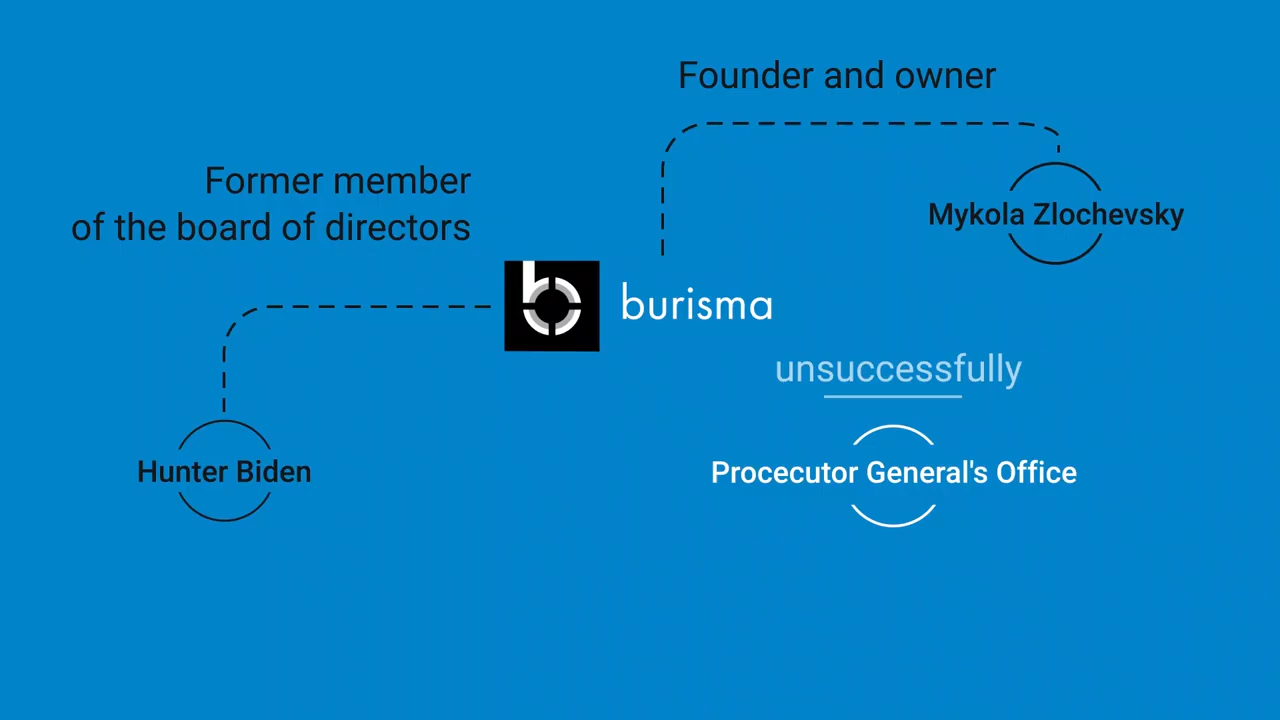 Founder and owner
Former member
of the board of directors
Mykola Zlochevsky
burisma
unsuccessfully
Hunter Biden
Procecutor General's Office